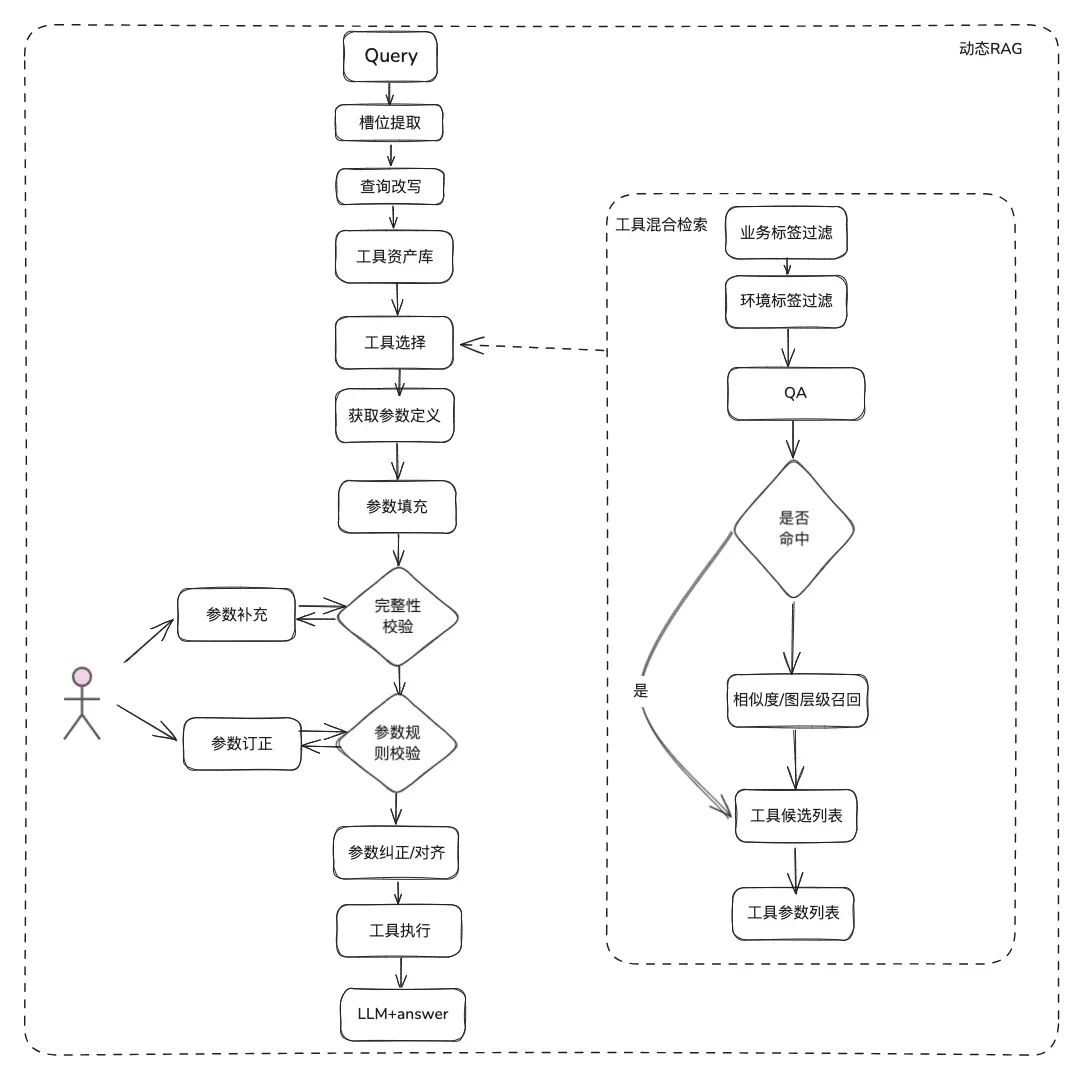 动态RAG
Query
槽位提取
查询改写
工具资产库
工具选择
获取参数定义
参数填充
完整性
校验
参数补充
参数规
则校验
参数订正
参数纠正/对齐
工具执行
LLM+answer
工具混合检索
业务标签过滤
环境标签过滤
QA
是否
命中
是
相似度/图层级召回
工具候选列表
工具参数列表